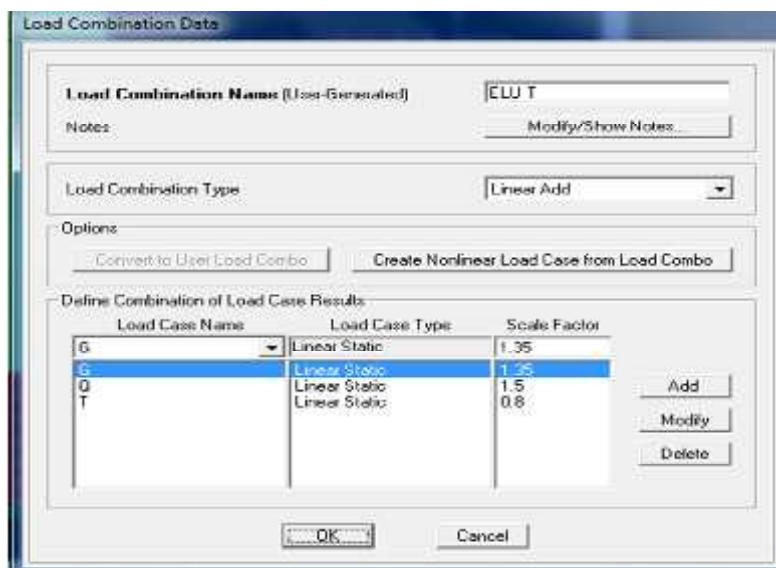 Load Combination Data
Load Combination Name (User-Generated) ELU T
Notes Modify/Show Notes...
Load Combination Type Linear Add
Options
Convert to User Load Combo Create Nonlinear Load Case from Load Combo
Define Combination of Load Case Results
Load Case Name Load Case Type Scale Factor
G Linear Static 1.35
G Linear Static 1.35
Q Linear Static 1.5
T Linear Static 0.8
Add
Modify
Delete
OK Cancel